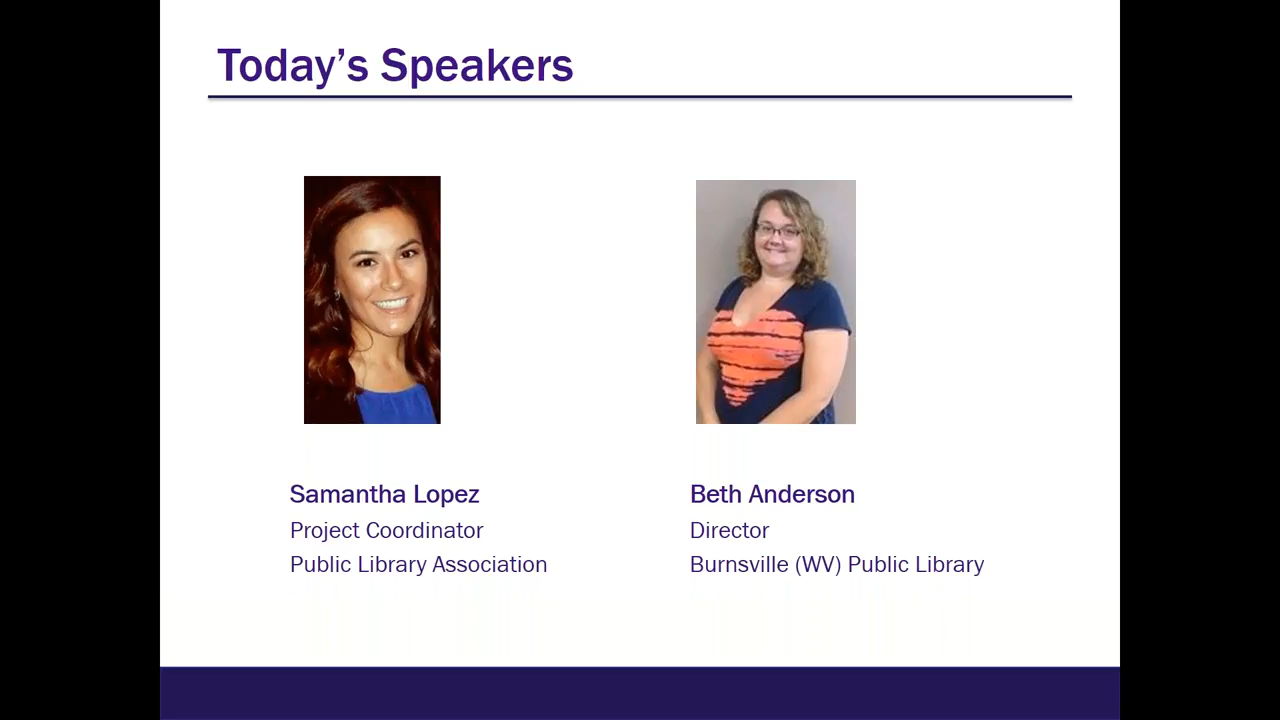 Today’s Speakers
Samantha Lopez
Project Coordinator
Public Library Association
Beth Anderson
Director
Burnsville (WV) Public Library